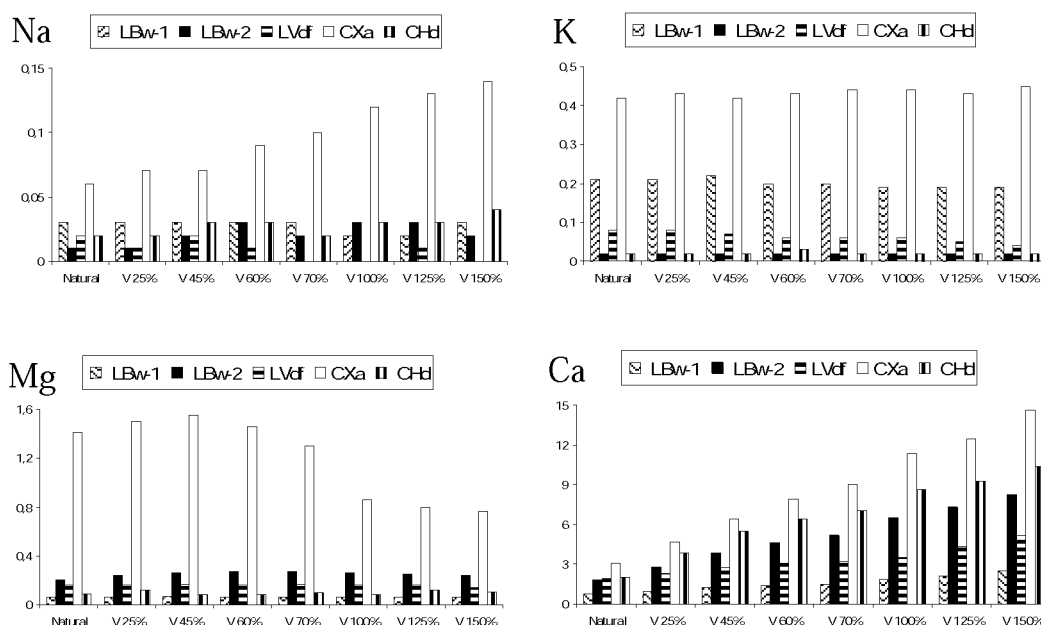 Na
LBw-1 LBw-2 LVdf CXa CHd
0,15
0,1
0,05
0
Natural V 25% V 45% V 60% V 70% V 100% V 125% V 150%
K
LBw-1 LBw-2 LVdf CXa CHd
0,5
0,4
0,3
0,2
0,1
0
Natural V 25% V 45% V 60% V 70% V 100% V 125% V 150%
Mg
LBw-1 LBw-2 LVdf CXa CHd
1,6
1,2
0,8
0,4
0
Natural V 25% V 45% V 60% V 70% V 100% V 125% V 150%
Ca
LBw-1 LBw-2 LVdf CXa CHd
15
12
9
6
3
0
Natural V 25% V 45% V 60% V 70% V 100% V 125% V 150%